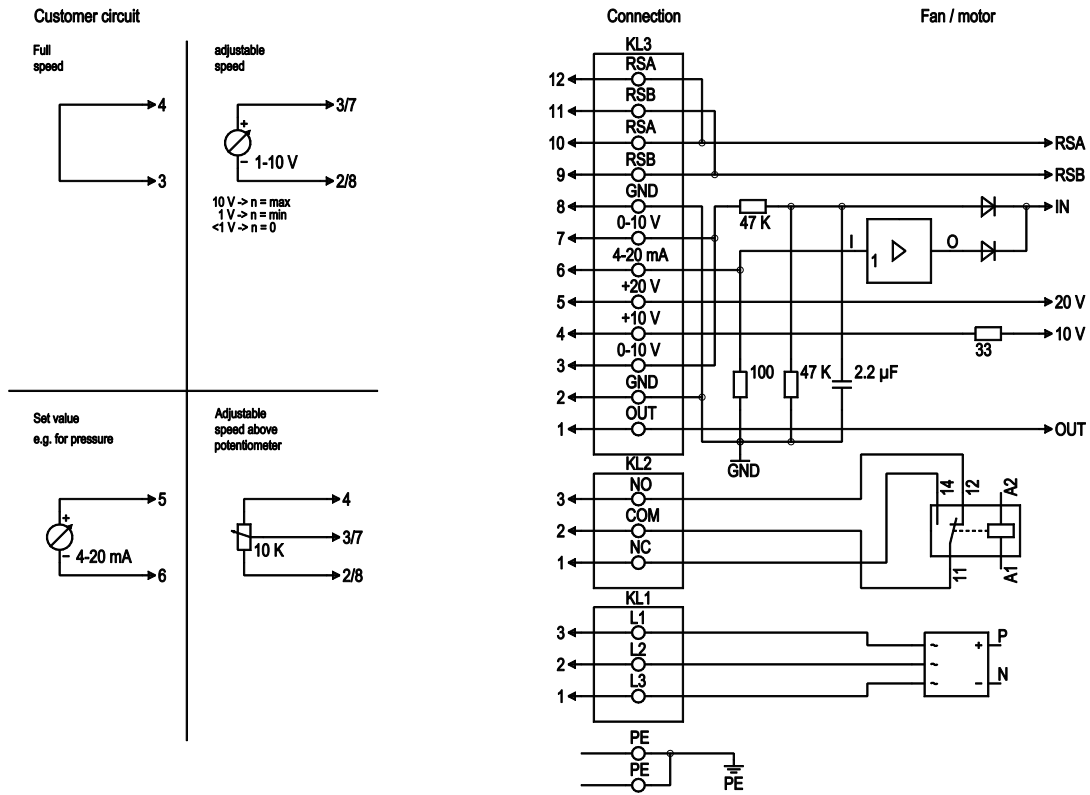 Customer circuit
Full
speed
4
3
adjustable
speed
3/7
+
–
1-10 V
2/8
10 V -> n = max
1 V -> n = min
<1 V -> n = 0
Set value
e.g. for pressure
5
+
–
4-20 mA
6
Adjustable
speed above
potentiometer
4
3/7
10 K
2/8
Connection
Fan / motor
KL3
12 RSA
11 RSB
10 RSA RSA
9 RSB RSB
8 GND IN
47 K
7 0-10 V
I 1 O
6 4-20 mA
5 +20 V 20 V
4 +10 V 10 V
33
3 0-10 V
100 47 K 2.2 µF
2 GND
1 OUT OUT
GND
KL2
3 NO
2 COM
1 NC
14 12 A2
11 A1
KL1
3 L1
2 L2
1 L3
~ + P
~
~ – N
PE
PE
PE